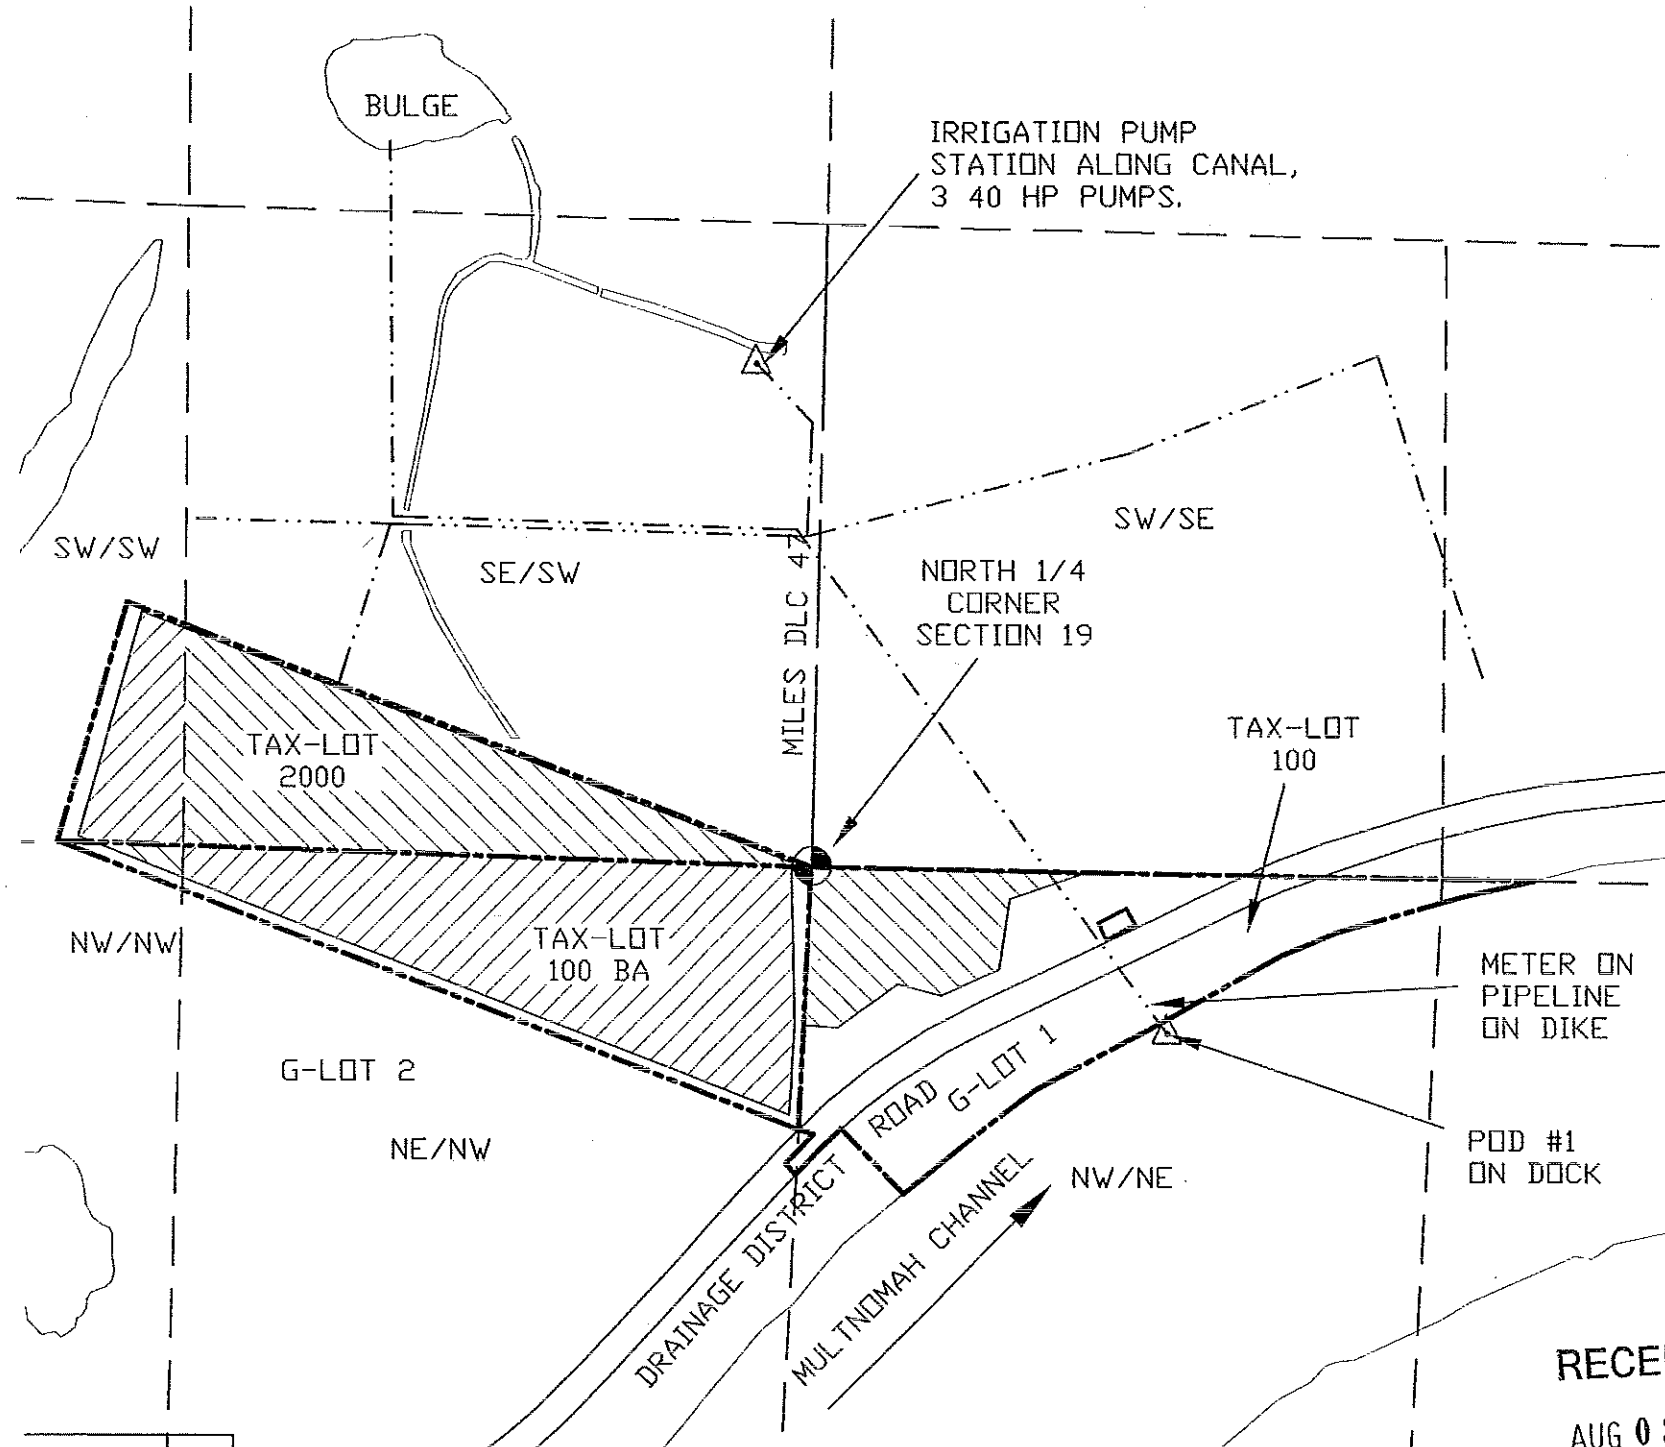 BULGE
IRRIGATION PUMP
STATION ALONG CANAL,
3 40 HP PUMPS.
SW/SW
SE/SW
SW/SE
NORTH 1/4
CORNER
SECTION 19
MILES DLC 47
TAX-LOT
2000
TAX-LOT
100
NW/NW
TAX-LOT
100 BA
METER ON
PIPELINE
ON DIKE
G-LOT 2
G-LOT 1
ROAD
DRAINAGE DISTRICT
NE/NW
MULTNOMAH CHANNEL
NW/NE
POD #1
ON DOCK
RECE
AUG 0